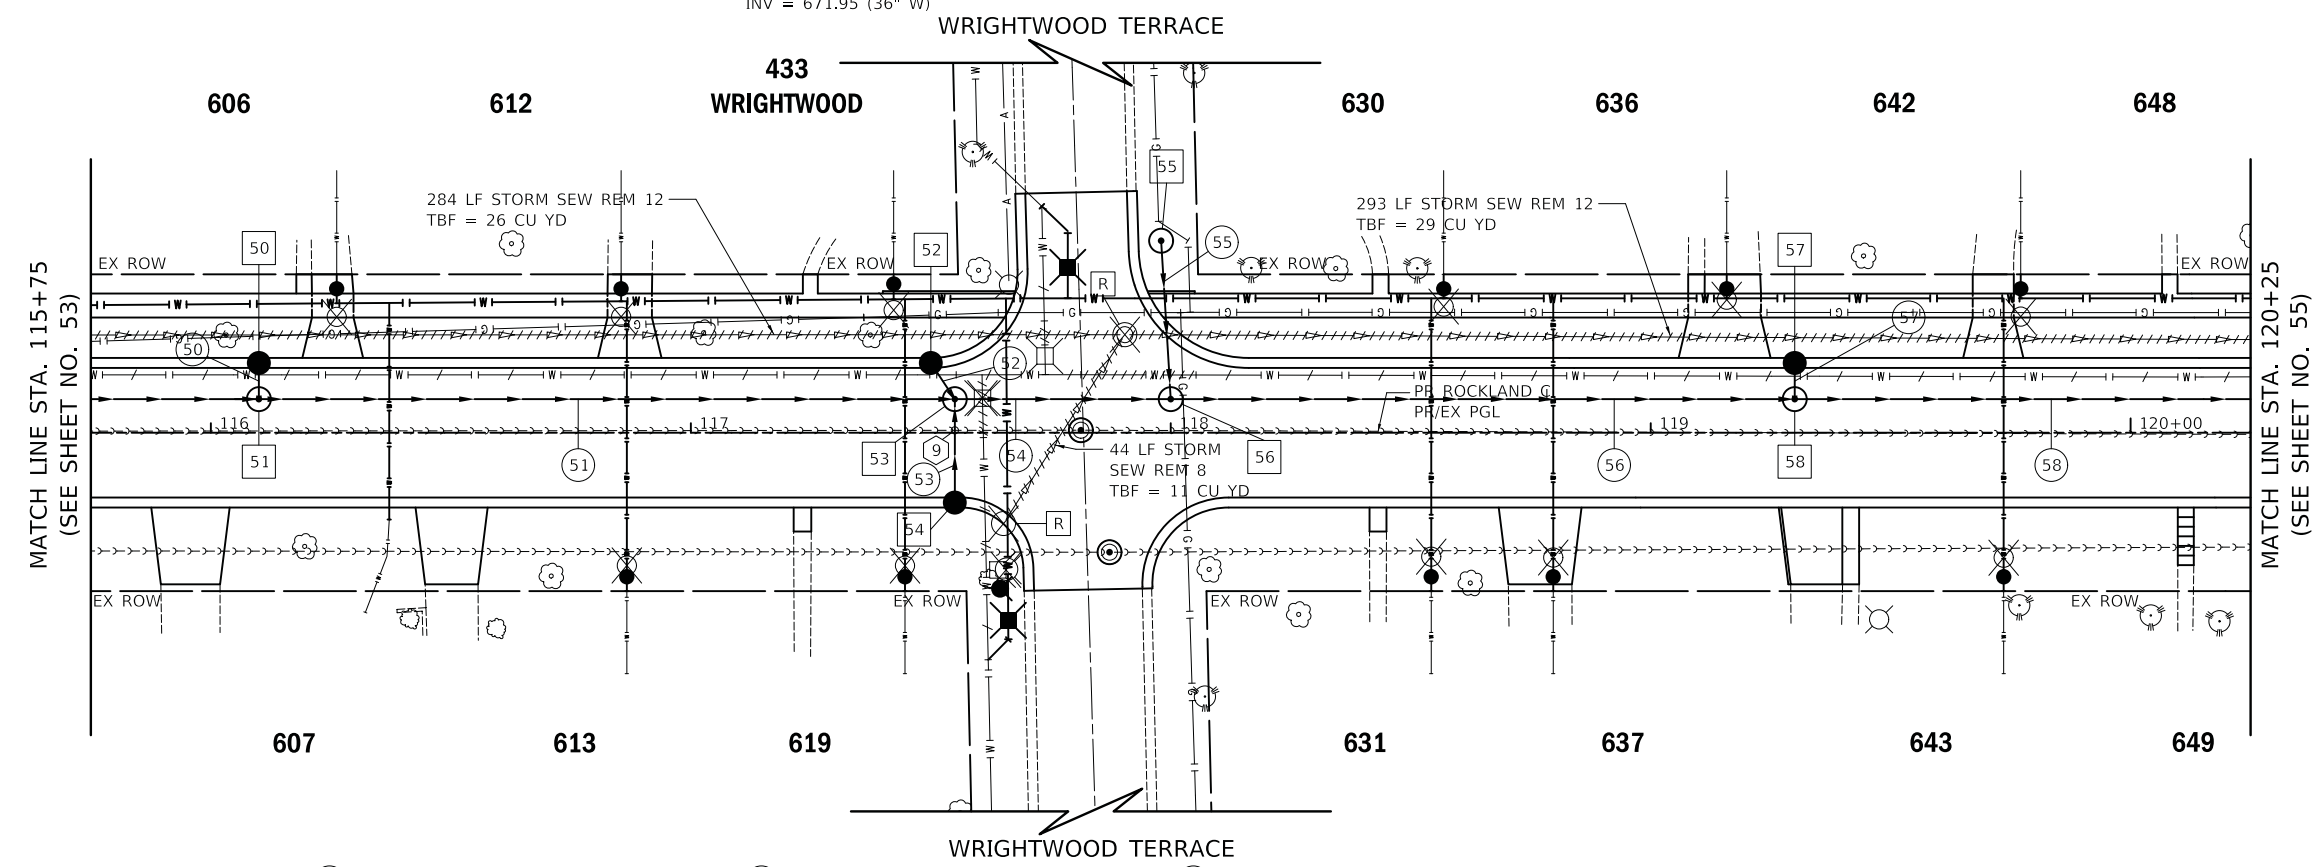 INV = 671.95 (36" W)
WRIGHTWOOD TERRACE
433
WRIGHTWOOD
606
612
630
636
642
648
284 LF STORM SEW REM 12
TBF = 26 CU YD
293 LF STORM SEW REM 12
TBF = 29 CU YD
55
50
52
55
57
EX ROW
EX ROW
EX ROW
EX ROW
R
57
50
52
MATCH LINE STA. 115+75
(SEE SHEET NO. 53)
MATCH LINE STA. 120+25
(SEE SHEET NO. 55)
PR ROCKLAND
PR/EX PGL
116
117
118
119
120+00
51
51
53
9
53
54
44 LF STORM
SEW REM 8
TBF = 11 CU YD
56
56
58
58
54
R
EX ROW
EX ROW
EX ROW
EX ROW
607
613
619
631
637
643
649
WRIGHTWOOD TERRACE